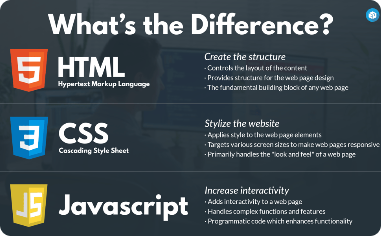 What's the Difference?
5
HTML
Hypertext Markup Language
Create the structure
· Controls the layout of the content
· Provides structure for the web page design
· The fundamental building block of any web page
3
CSS
Cascading Style Sheet
Stylize the website
· Applies style to the web page elements
· Targets various screen sizes to make web pages responsive
· Primarily handles the "look and feel" of a web page
JS
Javascript
Increase interactivity
· Adds interactivity to a web page
· Handles complex functions and features
· Programmatic code which enhances functionality